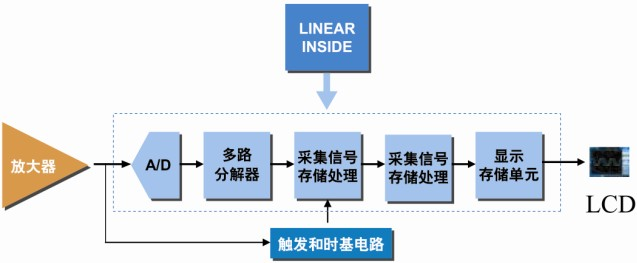 LINEAR
INSIDE
放大器
A/D
多路
分解器
采集信号
存储处理
采集信号
存储处理
显示
存储单元
LCD
触发和时基电路